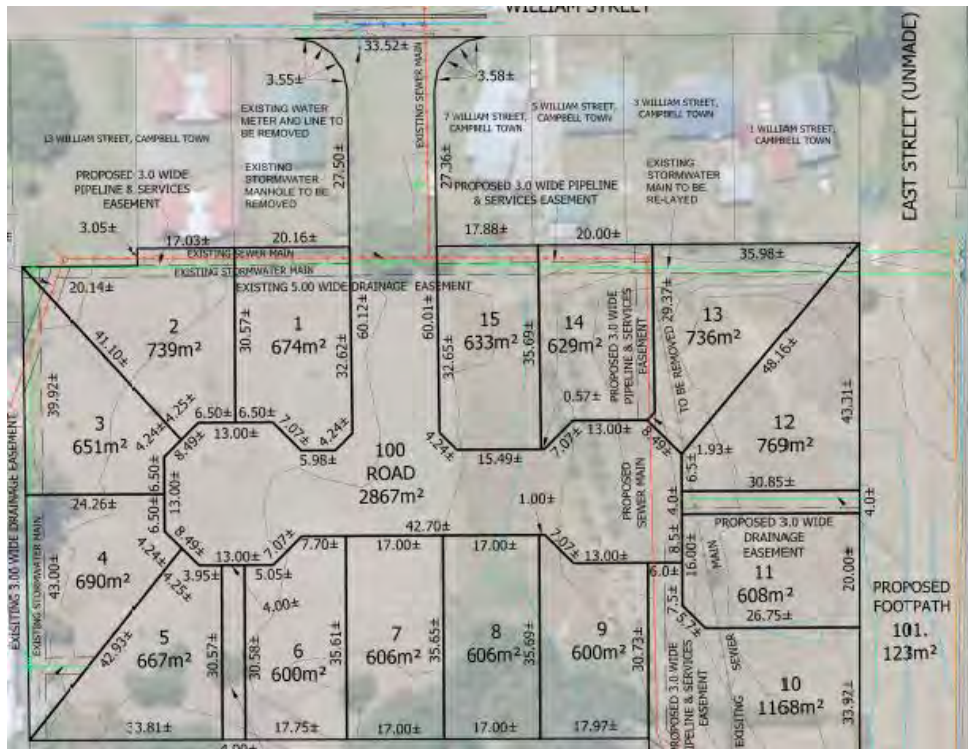 WILLIAM STREET
33.52±
3.55±
3.58±
EXISTING SEWER MAIN
EAST STREET (UNMADE)
EXISTING WATER
METER AND LINE TO
BE REMOVED
13 WILLIAM STREET, CAMPBELL TOWN
7 WILLIAM STREET,
CAMPBELL TOWN
5 WILLIAM STREET,
CAMPBELL TOWN
3 WILLIAM STREET,
CAMPBELL TOWN
1 WILLIAM STREET,
CAMPBELL TOWN
EXISTING
STORMWATER
MANHOLE TO BE
REMOVED
27.50±
27.36±
EXISTING
STORMWATER
MAIN TO BE
RE-LAYED
PROPOSED 3.0 WIDE
PIPELINE & SERVICES
EASEMENT
PROPOSED 3.0 WIDE PIPELINE
& SERVICES EASEMENT
3.05±
17.03±
20.16±
17.88±
20.00±
35.98±
EXISTING SEWER MAIN
EXISTING STORMWATER MAIN
EXISTING 5.00 WIDE DRAINAGE EASEMENT
20.14±
41.10±
2
739m²
30.57±
1
674m²
32.62±
60.12±
60.01±
32.65±
15
633m²
35.69±
14
629m²
PROPOSED 3.0 WIDE
PIPELINE & SERVICES
EASEMENT
TO BE REMOVED
29.37±
13
736m²
48.16±
43.31±
39.92±
3
651m²
4.25±
4.24±
8.49±
6.50±
6.50±
13.00±
7.07±
4.24±
5.98±
0.57±
4.24±
15.49±
7.07±
13.00±
8.49±
1.93±
12
769m²
6.5±
30.85±
100
ROAD
2867m²
6.50±
6.50±
13.00±
24.26±
1.00±
PROPOSED
SEWER MAIN
4.0±
4.0±
EXISITING 3.00 WIDE DRAINAGE EASEMENT
EXISTING STORMWATER MAIN
43.00±
4
690m²
4.24±
4.25±
8.49±
13.00±
7.07±
7.70±
42.70±
17.00±
17.00±
7.07±
13.00±
8.5±
16.00±
MAIN
PROPOSED 3.0 WIDE
DRAINAGE
EASEMENT
11
608m²
26.75±
20.00±
3.95±
5.05±
4.00±
6.0±
7.5±
5.7±
PROPOSED
FOOTPATH
101.
123m²
42.93±
5
667m²
30.57±
30.58±
6
600m²
35.61±
7
606m²
35.65±
8
606m²
35.69±
9
600m²
30.73±
PROPOSED 3.0 WIDE
PIPELINE & SERVICES
EASEMENT
EXISITING SEWER
10
1168m²
33.92±
33.81±
17.75±
17.00±
17.00±
17.97±
4.00±